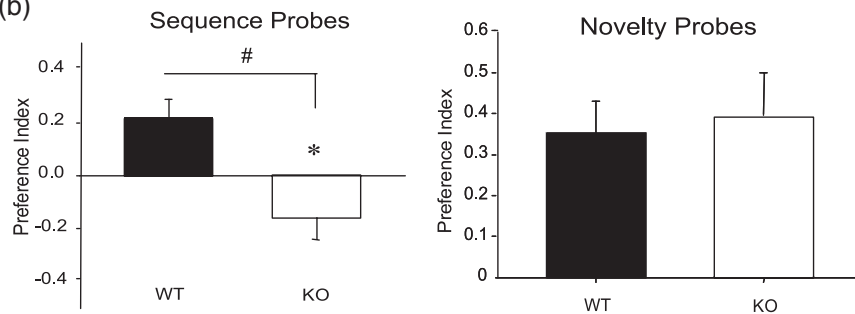 (b)
Sequence Probes
Preference Index
0.4
0.2
0.0
-0.2
-0.4
#
*
WT
KO
Novelty Probes
Preference Index
0.6
0.5
0.4
0.3
0.2
0.1
0
WT
KO